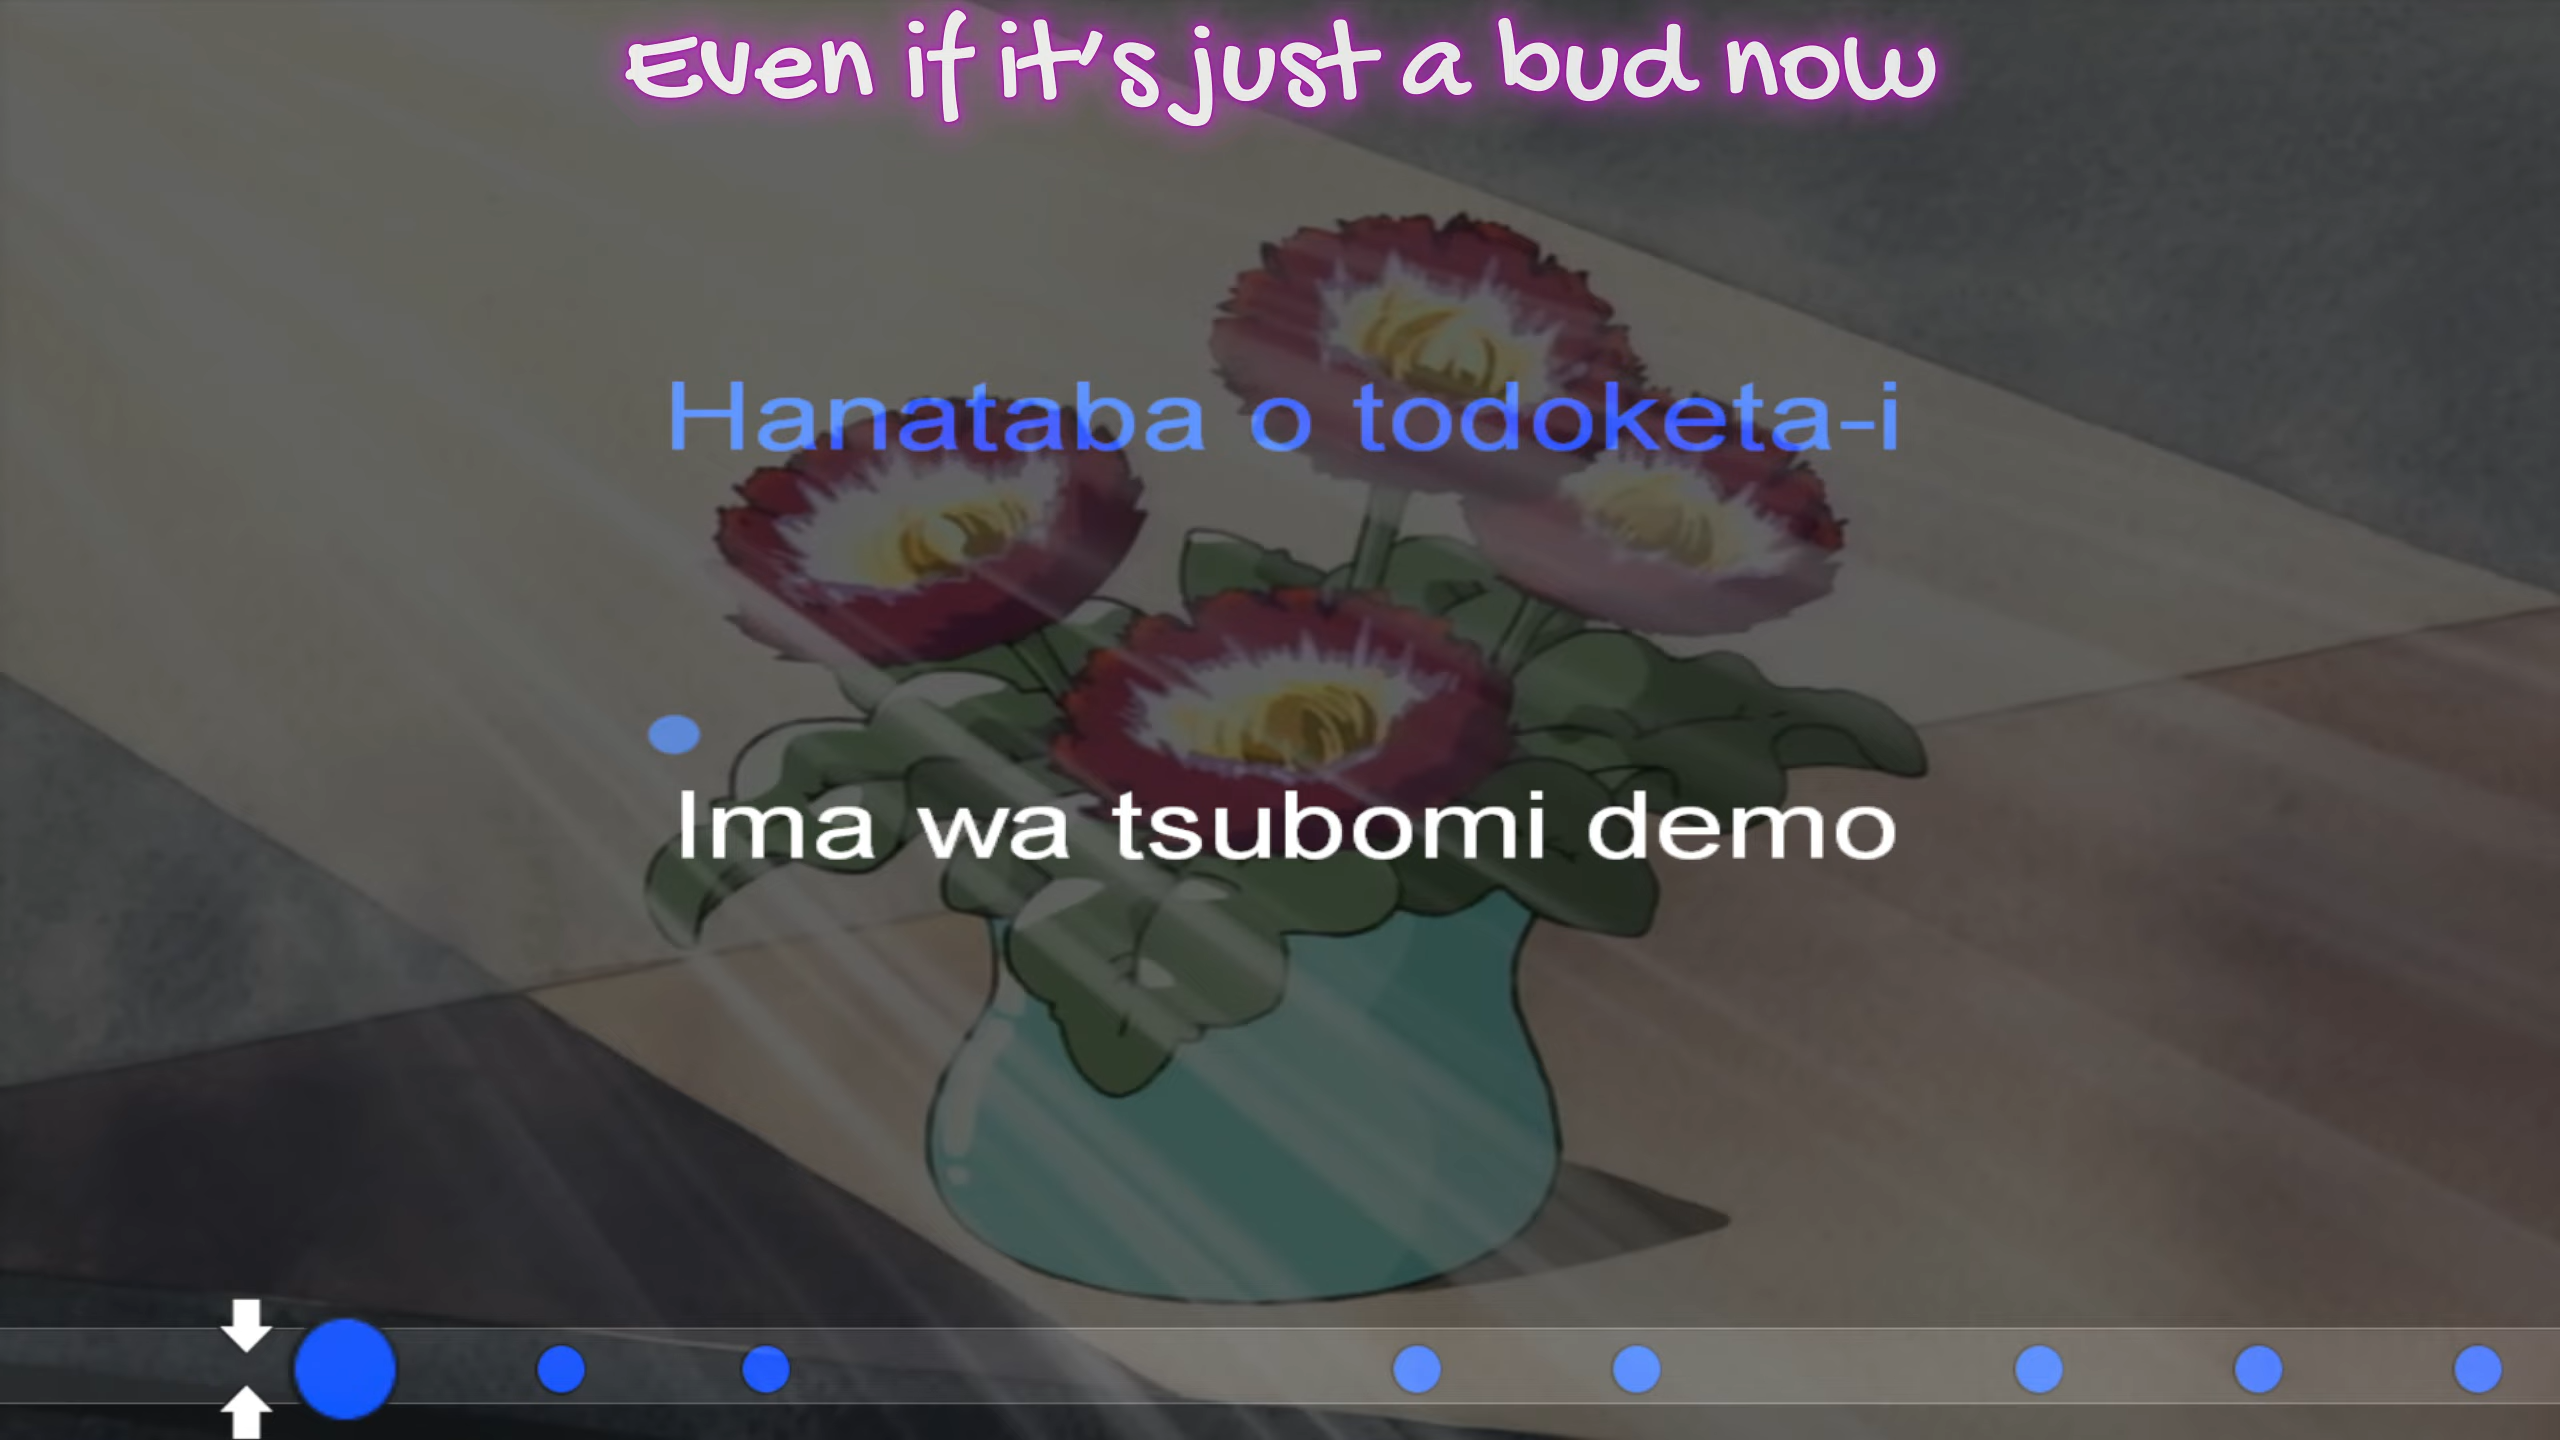 Even if it's just a bud now
Hanataba o todoketa-i
Ima wa tsubomi demo